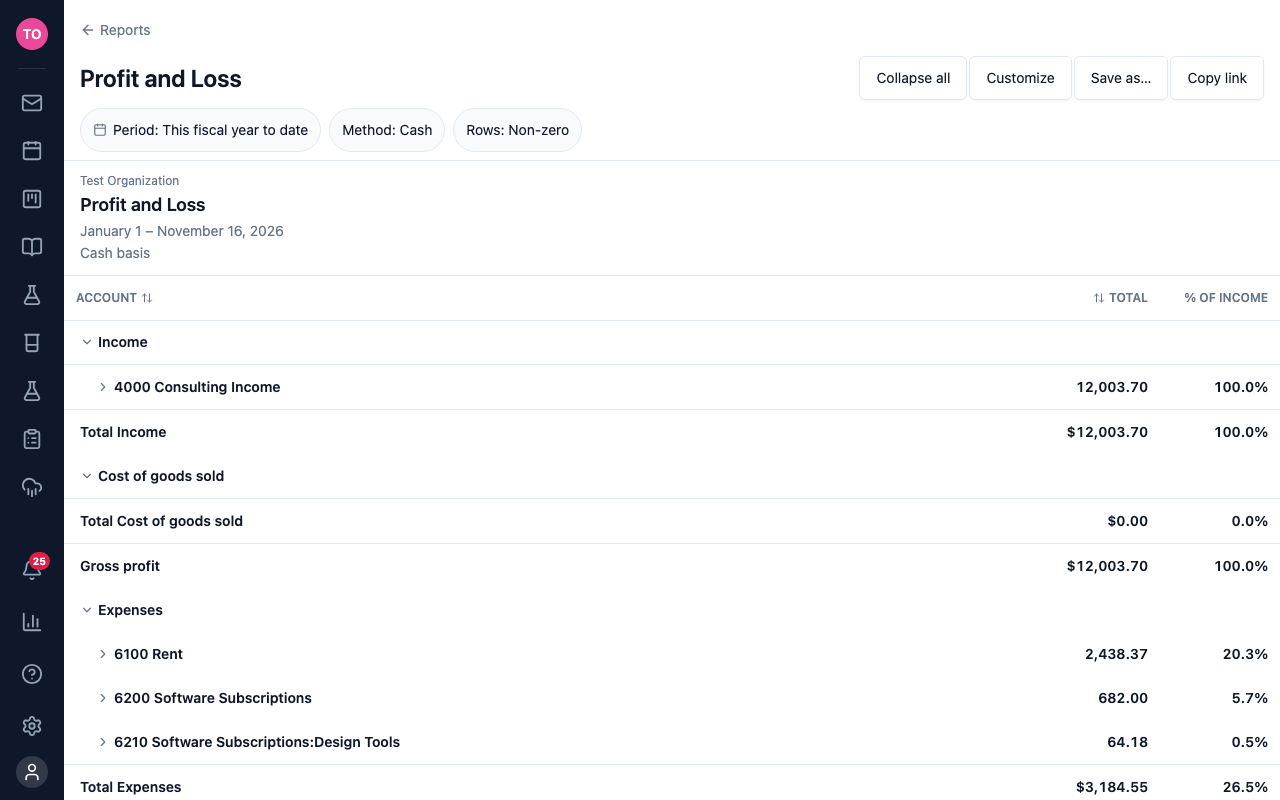 TO
← Reports
Profit and Loss
Collapse all
Customize
Save as...
Copy link
Period: This fiscal year to date
Method: Cash
Rows: Non-zero
Test Organization
Profit and Loss
January 1 – November 16, 2026
Cash basis
ACCOUNT TOTAL % OF INCOME
Income
4000 Consulting Income 12,003.70 100.0%
Total Income $12,003.70 100.0%
Cost of goods sold
Total Cost of goods sold $0.00 0.0%
Gross profit $12,003.70 100.0%
Expenses
6100 Rent 2,438.37 20.3%
6200 Software Subscriptions 682.00 5.7%
6210 Software Subscriptions:Design Tools 64.18 0.5%
Total Expenses $3,184.55 26.5%
25